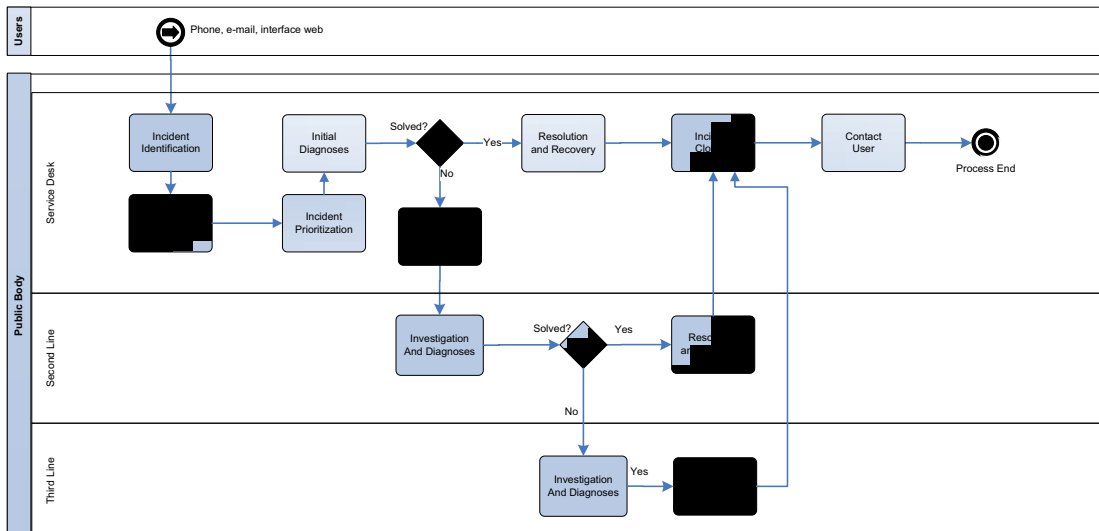 Users
Phone, e-mail, interface web
Public Body
Service Desk
Incident
Identification
Initial
Diagnoses
Solved?
Yes
Resolution
and Recovery
Contact
User
Process End
No
Incident
Prioritization
Second Line
Investigation
And Diagnoses
Solved?
Yes
No
Third Line
Investigation
And Diagnoses
Yes